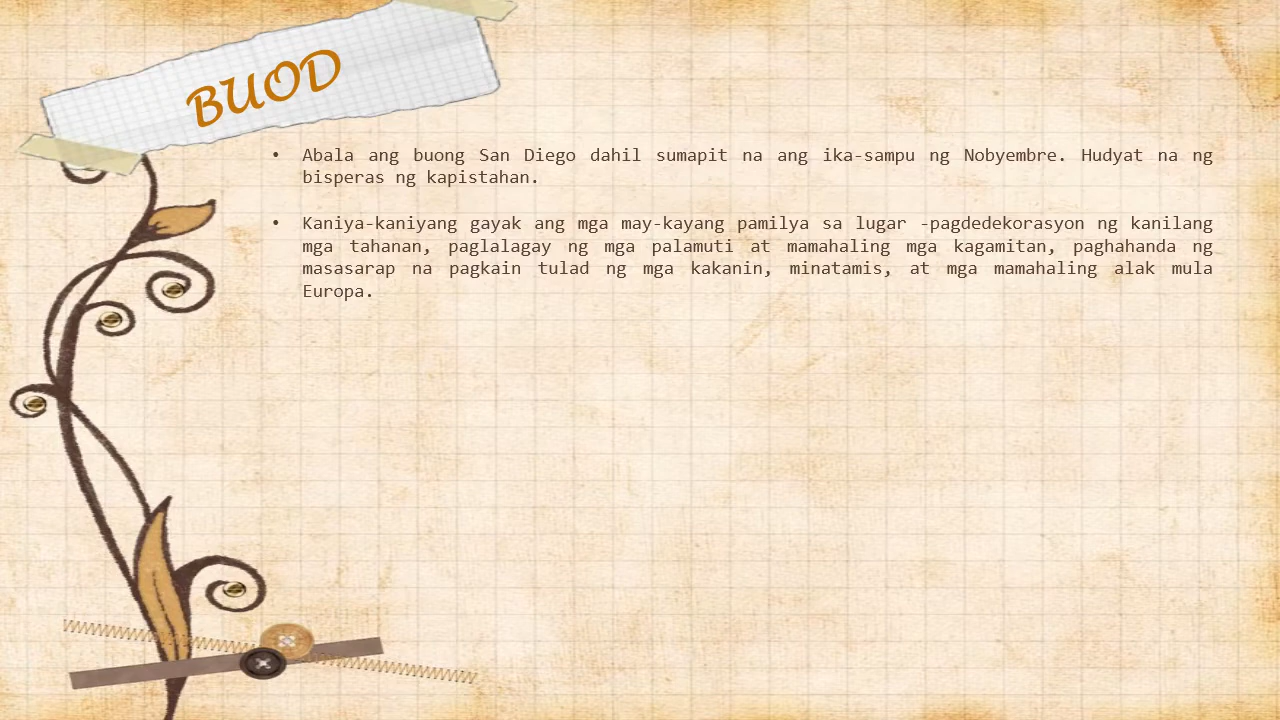 BUOD
• Abala ang buong San Diego dahil sumapit na ang ika-sampu ng Nobyembre. Hudyat na ng
bisperas ng kapistahan.
• Kaniya-kaniyang gayak ang mga may-kayang pamilya sa lugar -pagdedekorasyon ng kanilang
mga tahanan, paglalagay ng mga palamuti at mamahaling mga kagamitan, paghahanda ng
masasarap na pagkain tulad ng mga kakanin, minatamis, at mga mamahaling alak mula
Europa.